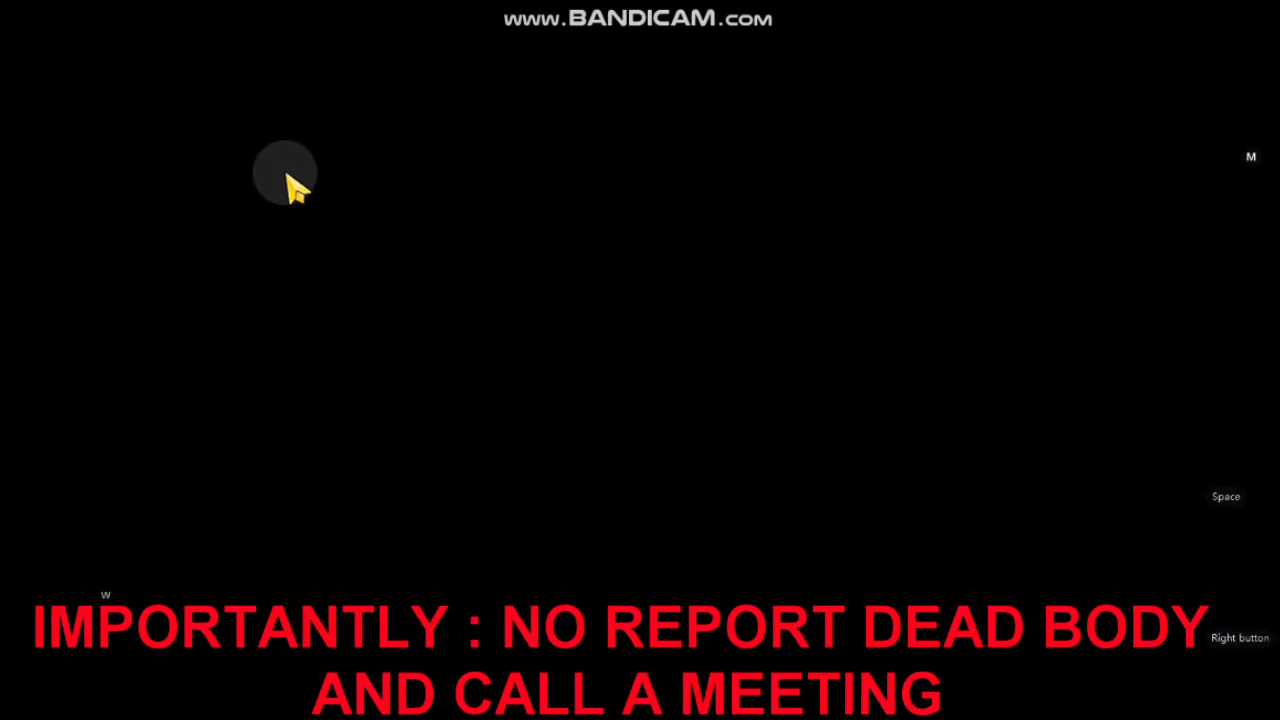 www.BANDICAM.com
M
Space
W
IMPORTANTLY : NO REPORT DEAD BODY
Right button
AND CALL A MEETING